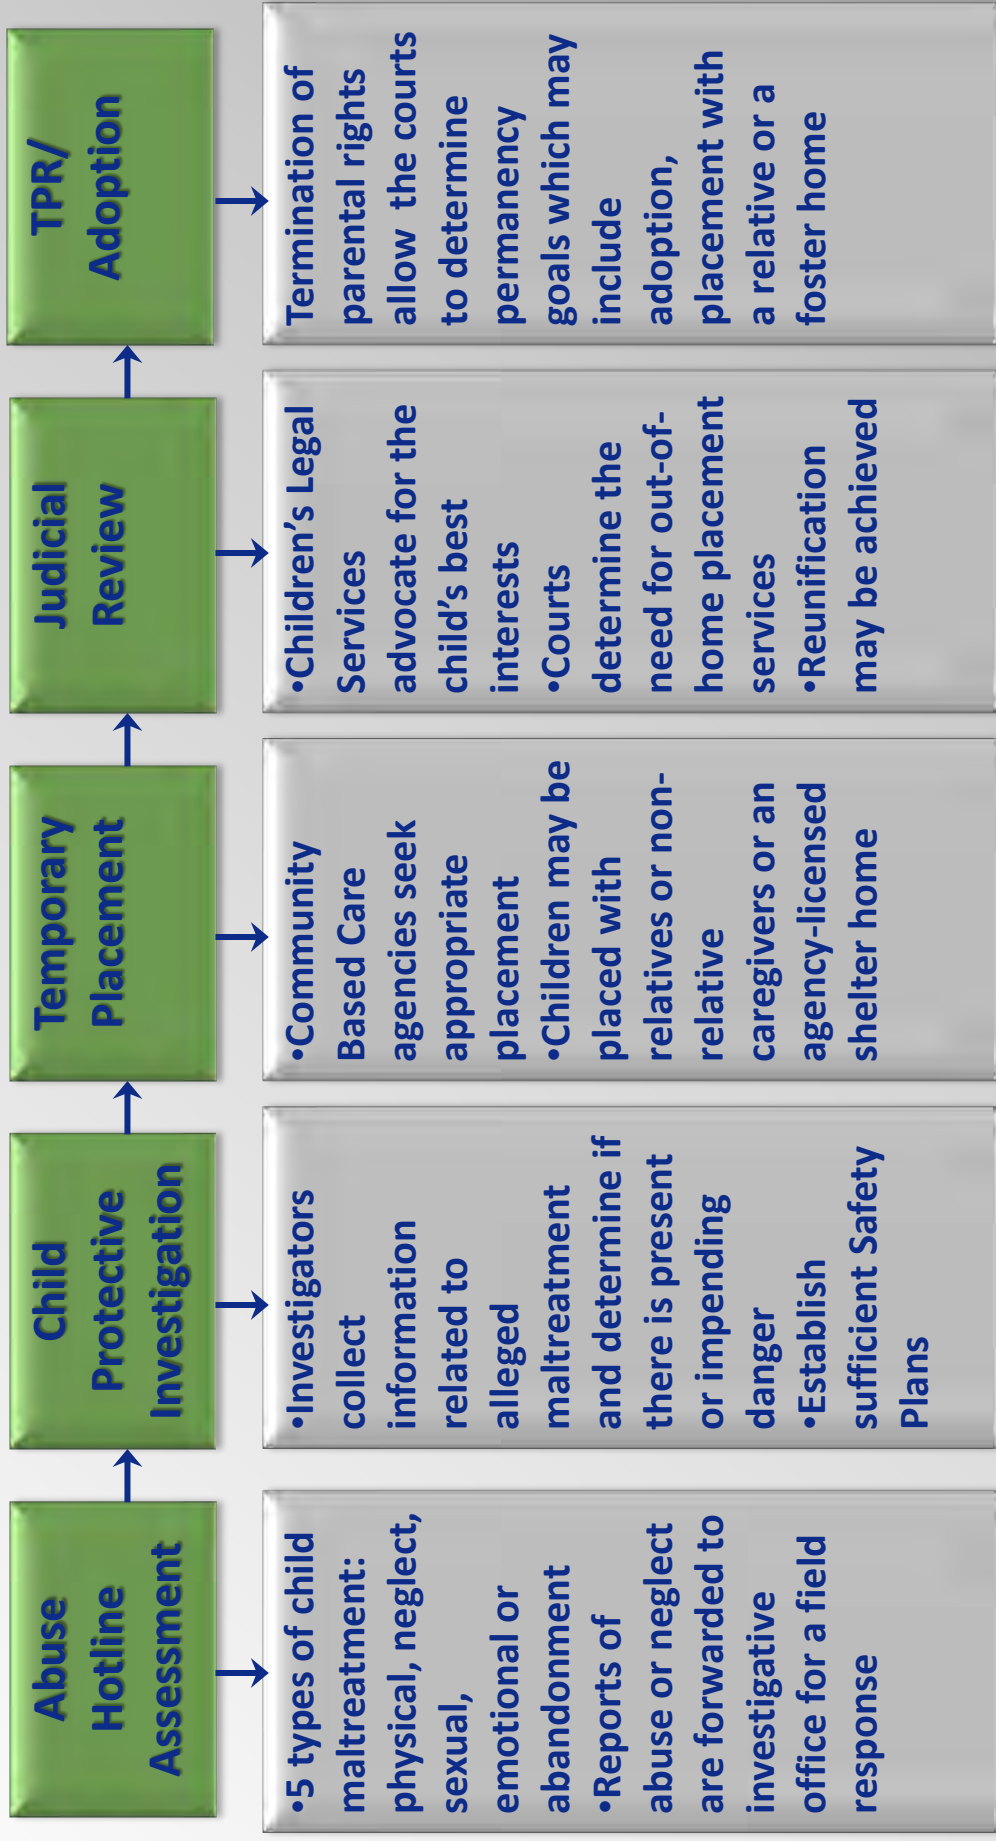 Abuse
Hotline
Assessment
•5 types of child
maltreatment:
physical, neglect,
sexual,
emotional or
abandonment
•Reports of
abuse or neglect
are forwarded to
investigative
office for a field
response
Child
Protective
Investigation
•Investigators
collect
information
related to
alleged
maltreatment
and determine if
there is present
or impending
danger
•Establish
sufficient Safety
Plans
Temporary
Placement
•Community
Based Care
agencies seek
appropriate
placement
•Children may be
placed with
relatives or non-
relative
caregivers or an
agency-licensed
shelter home
Judicial
Review
•Children’s Legal
Services
advocate for the
child’s best
interests
•Courts
determine the
need for out-of-
home placement
services
•Reunification
may be achieved
TPR/
Adoption
Termination of
parental rights
allow the courts
to determine
permanency
goals which may
include
adoption,
placement with
a relative or a
foster home